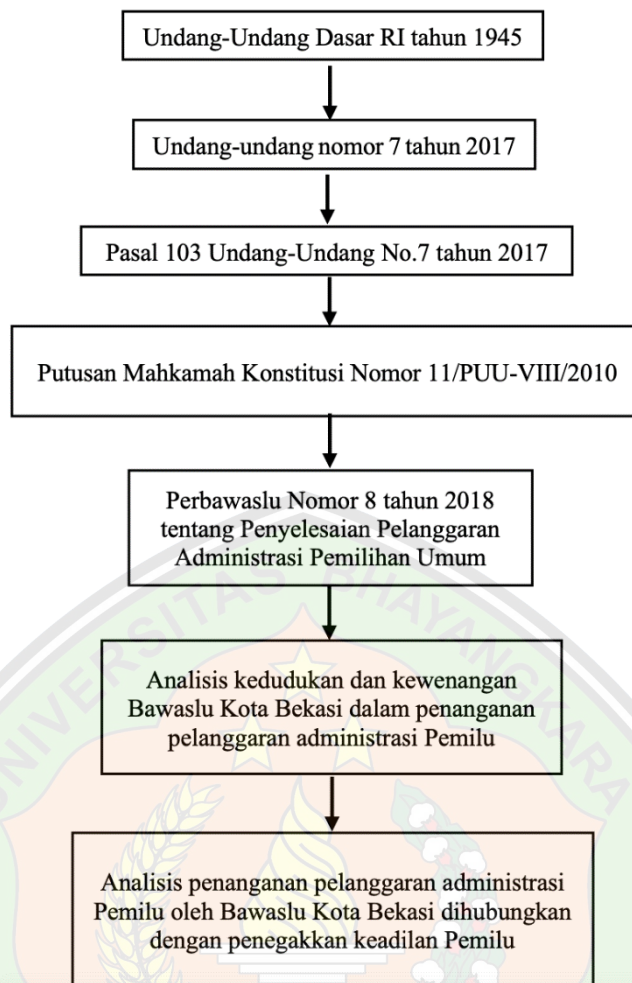 Undang-Undang Dasar RI tahun 1945
Undang-undang nomor 7 tahun 2017
Pasal 103 Undang-Undang No.7 tahun 2017
Putusan Mahkamah Konstitusi Nomor 11/PUU-VIII/2010
Perbawaslu Nomor 8 tahun 2018
tentang Penyelesaian Pelanggaran
Administrasi Pemilihan Umum
Analisis kedudukan dan kewenangan
Bawaslu Kota Bekasi dalam penanganan
pelanggaran administrasi Pemilu
Analisis penanganan pelanggaran administrasi
Pemilu oleh Bawaslu Kota Bekasi dihubungkan
dengan penegakkan keadilan Pemilu
UNIVERSITAS BHAYANGKARA